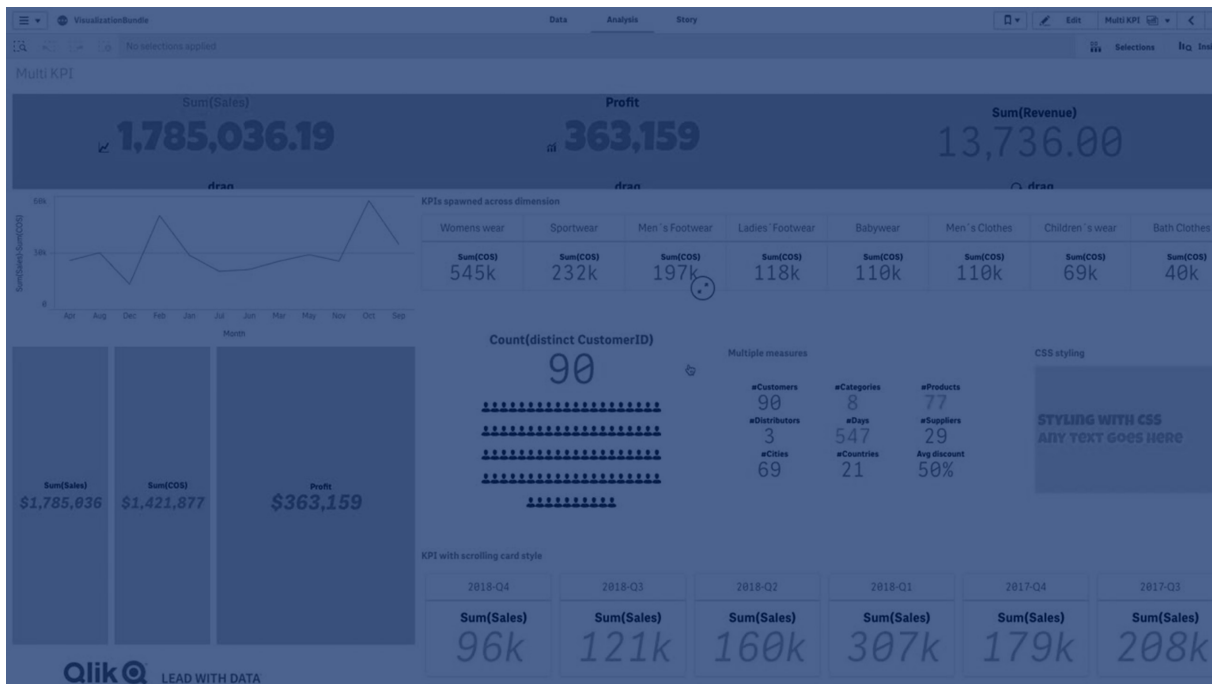 VisualizationBundle
Data Analysis Story
Edit Multi KPI
No selections applied
Selections
Multi KPI
Sum(Sales)
1,785,036.19
drag
Profit
363,159
drag
Sum(Revenue)
13,736.00
drag
Sum(Sales)-Sum(COS)
60k
30k
0
Apr Aug Dec Feb Jan Jul Jun Mar May Nov Oct Sep
Month
KPIs spawned across dimension
Womens wear Sportwear Men´s Footwear Ladies´Footwear Babywear Men´s Clothes Children´s wear Bath Clothes
Sum(COS) Sum(COS) Sum(COS) Sum(COS) Sum(COS) Sum(COS) Sum(COS) Sum(COS)
545k 232k 197k 118k 110k 110k 69k 40k
Sum(Sales)
$1,785,036
Sum(COS)
$1,421,877
Profit
$363,159
Count(distinct CustomerID)
90
Multiple measures
#Customers #Categories #Products
90 8 77
#Distributors #Days #Suppliers
3 547 29
#Cities #Countries Avg discount
69 21 50%
CSS styling
STYLING WITH CSS
ANY TEXT GOES HERE
KPI with scrolling card style
2018-Q4 2018-Q3 2018-Q2 2018-Q1 2017-Q4 2017-Q3
Sum(Sales) Sum(Sales) Sum(Sales) Sum(Sales) Sum(Sales) Sum(Sales)
96k 121k 160k 307k 179k 208k
Qlik LEAD WITH DATA